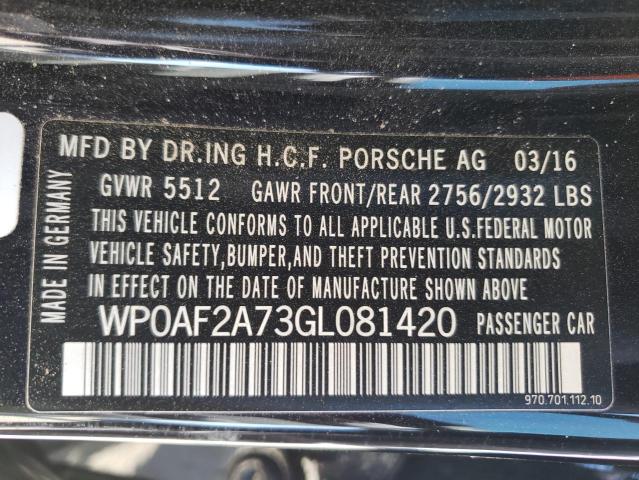 MFD BY DR.ING H.C.F. PORSCHE AG 03/16
GVWR 5512 GAWR FRONT/REAR 2756/2932 LBS
THIS VEHICLE CONFORMS TO ALL APPLICABLE U.S.FEDERAL MOTOR
VEHICLE SAFETY,BUMPER,AND THEFT PREVENTION STANDARDS
IN EFFECT ON THE DATE OF MANUFACTURE SHOWN ABOVE
WP0AF2A73GL081420 PASSENGER CAR
970.701.112.10
MADE IN GERMANY